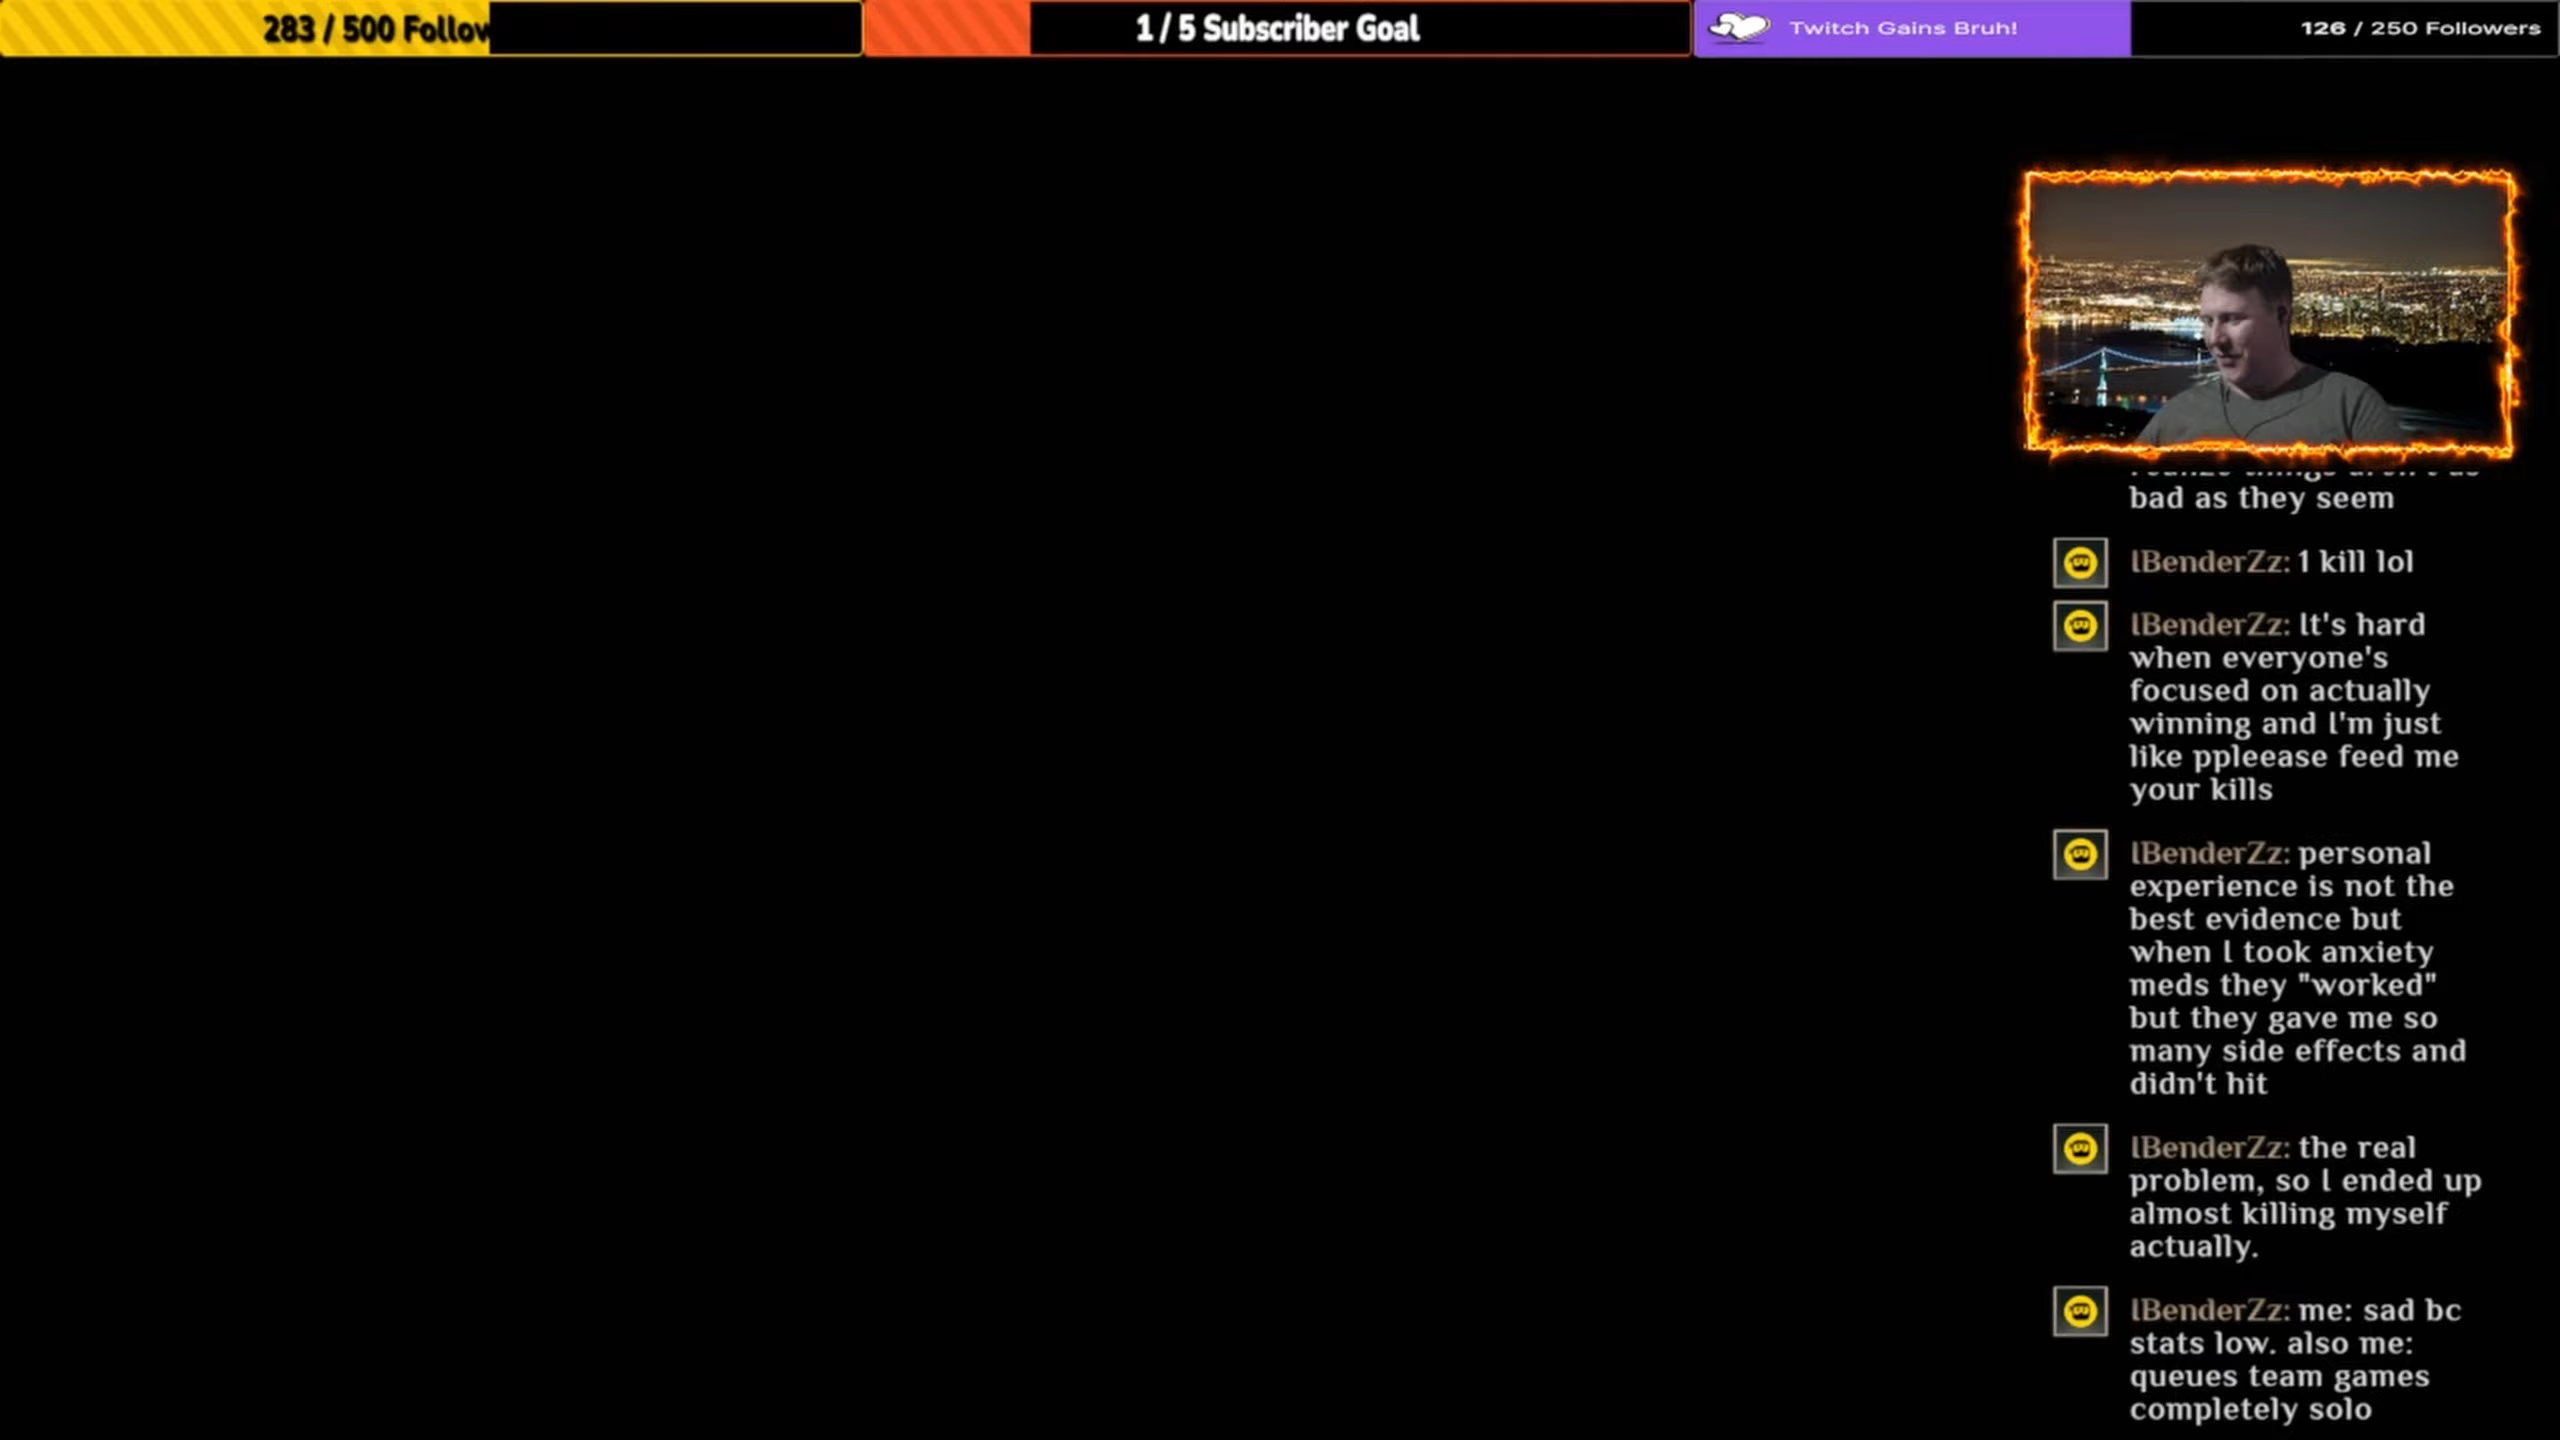 283 / 500 Follow
1 / 5 Subscriber Goal
Twitch Gains Bruh!
126 / 250 Followers
bad as they seem
lBenderZz: 1 kill lol
lBenderZz: It's hard
when everyone's
focused on actually
winning and I'm just
like ppleease feed me
your kills
lBenderZz: personal
experience is not the
best evidence but
when I took anxiety
meds they "worked"
but they gave me so
many side effects and
didn't hit
lBenderZz: the real
problem, so I ended up
almost killing myself
actually.
lBenderZz: me: sad bc
stats low. also me:
queues team games
completely solo